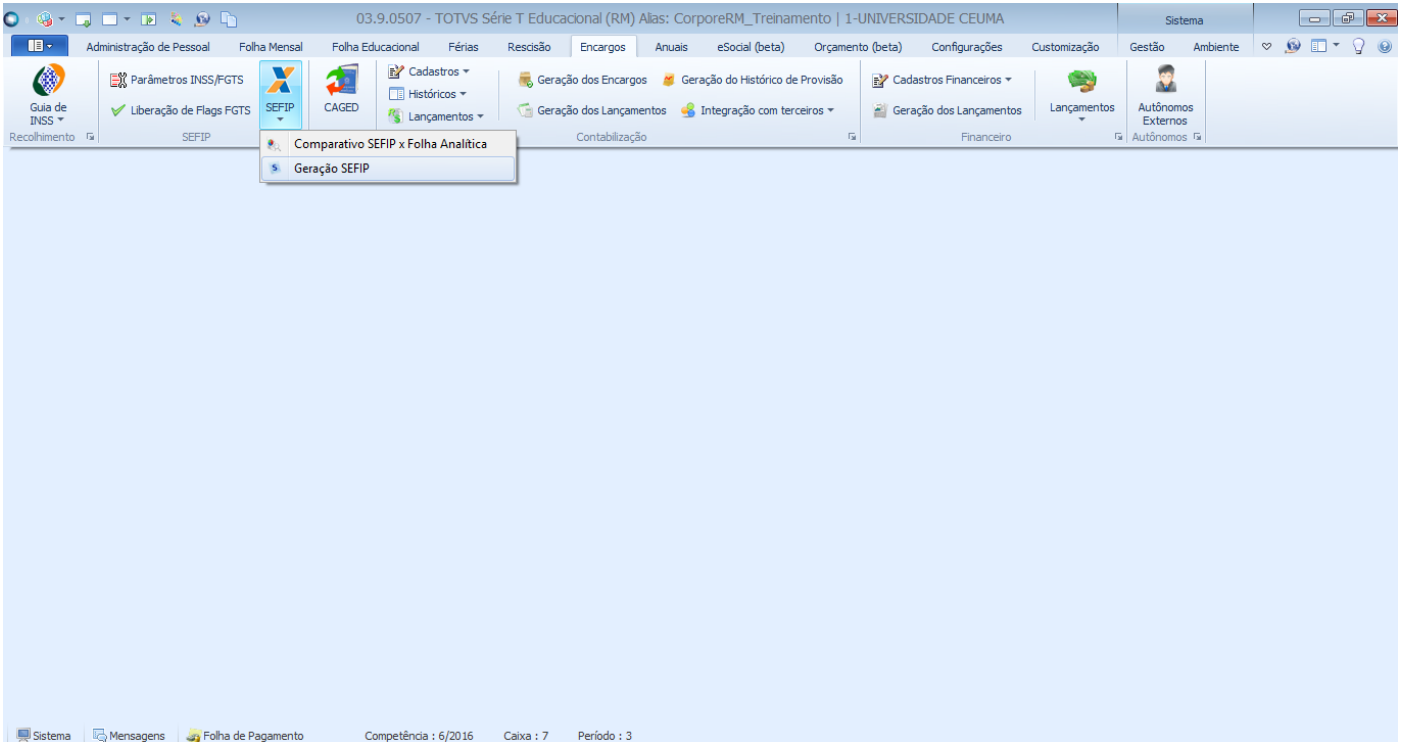 03.9.0507 - TOTVS Série T Educacional (RM) Alias: CorporeRM_Treinamento | 1-UNIVERSIDADE CEUMA
Sistema
Administração de Pessoal Folha Mensal Folha Educacional Férias Rescisão Encargos Anuais eSocial (beta) Orçamento (beta) Configurações Customização Gestão Ambiente
Guia de
INSS
Recolhimento
Parâmetros INSS/FGTS
Liberação de Flags FGTS
SEFIP
SEFIP
CAGED
Cadastros
Históricos
Lançamentos
Geração dos Encargos Geração do Histórico de Provisão
Geração dos Lançamentos Integração com terceiros
Contabilização
Cadastros Financeiros
Geração dos Lançamentos
Lançamentos
Financeiro
Autônomos
Externos
Autônomos
Comparativo SEFIP x Folha Analítica
Geração SEFIP
Sistema Mensagens Folha de Pagamento Competência : 6/2016 Caixa : 7 Período : 3